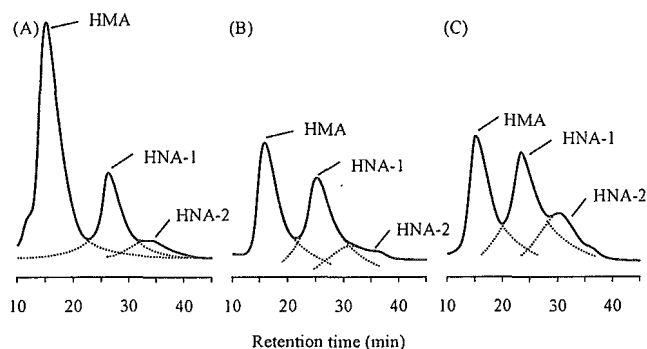 (A)
HMA
HNA-1
HNA-2
(B)
HMA
HNA-1
HNA-2
(C)
HMA
HNA-1
HNA-2
10 20 30 40
10 20 30 40
10 20 30 40
Retention time (min)